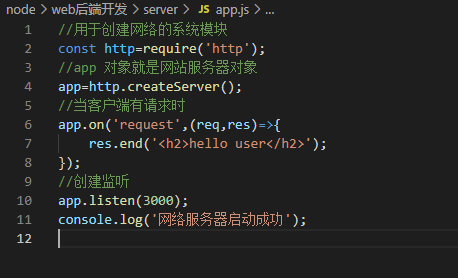 node > web后端开发 > server > JS app.js > ...
1 //用于创建网络的系统模块
2 const http=require('http');
3 //app 对象就是网站服务器对象
4 app=http.createServer();
5 //当客户端有请求时
6 app.on('request',(req,res)=>{
7     res.end('<h2>hello user</h2>');
8 });
9 //创建监听
10 app.listen(3000);
11 console.log('网络服务器启动成功');
12